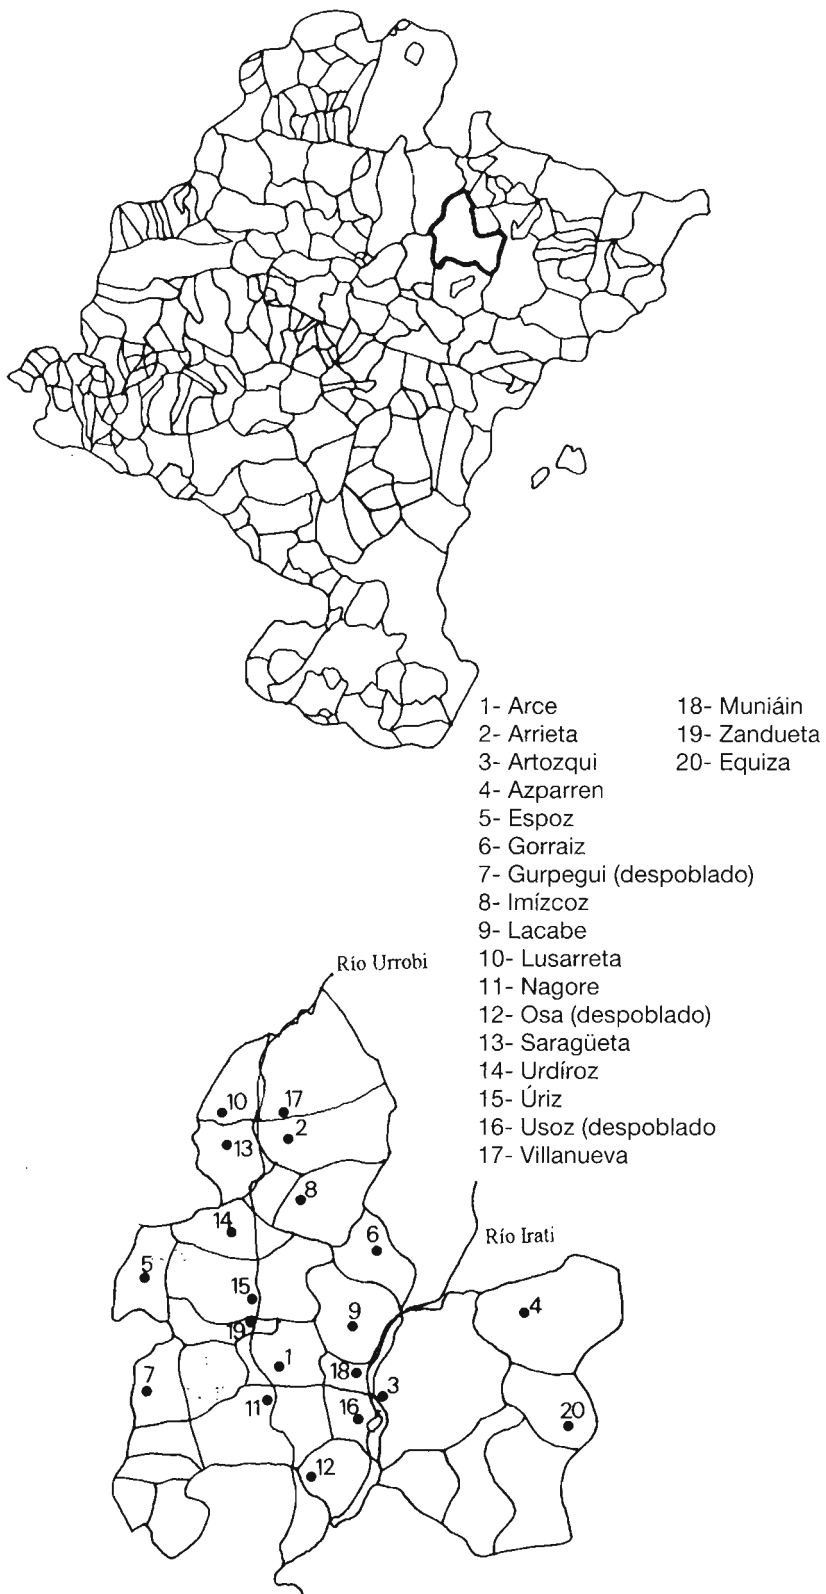 1- Arce
2- Arrieta
3- Artozqui
4- Azparren
5- Espoz
6- Gorraiz
7- Gurpegui (despoblado)
8- Imízcoz
9- Lacabe
10- Lusarreta
11- Nagore
12- Osa (despoblado)
13- Saragüeta
14- Urdíroz
15- Úriz
16- Usoz (despoblado
17- Villanueva
18- Muniáin
19- Zandueta
20- Equiza
Río Urrobi
10
17
2
13
8
14
6
Río Irati
5
15
9
4
19
1
18
7
3
11
16
20
12